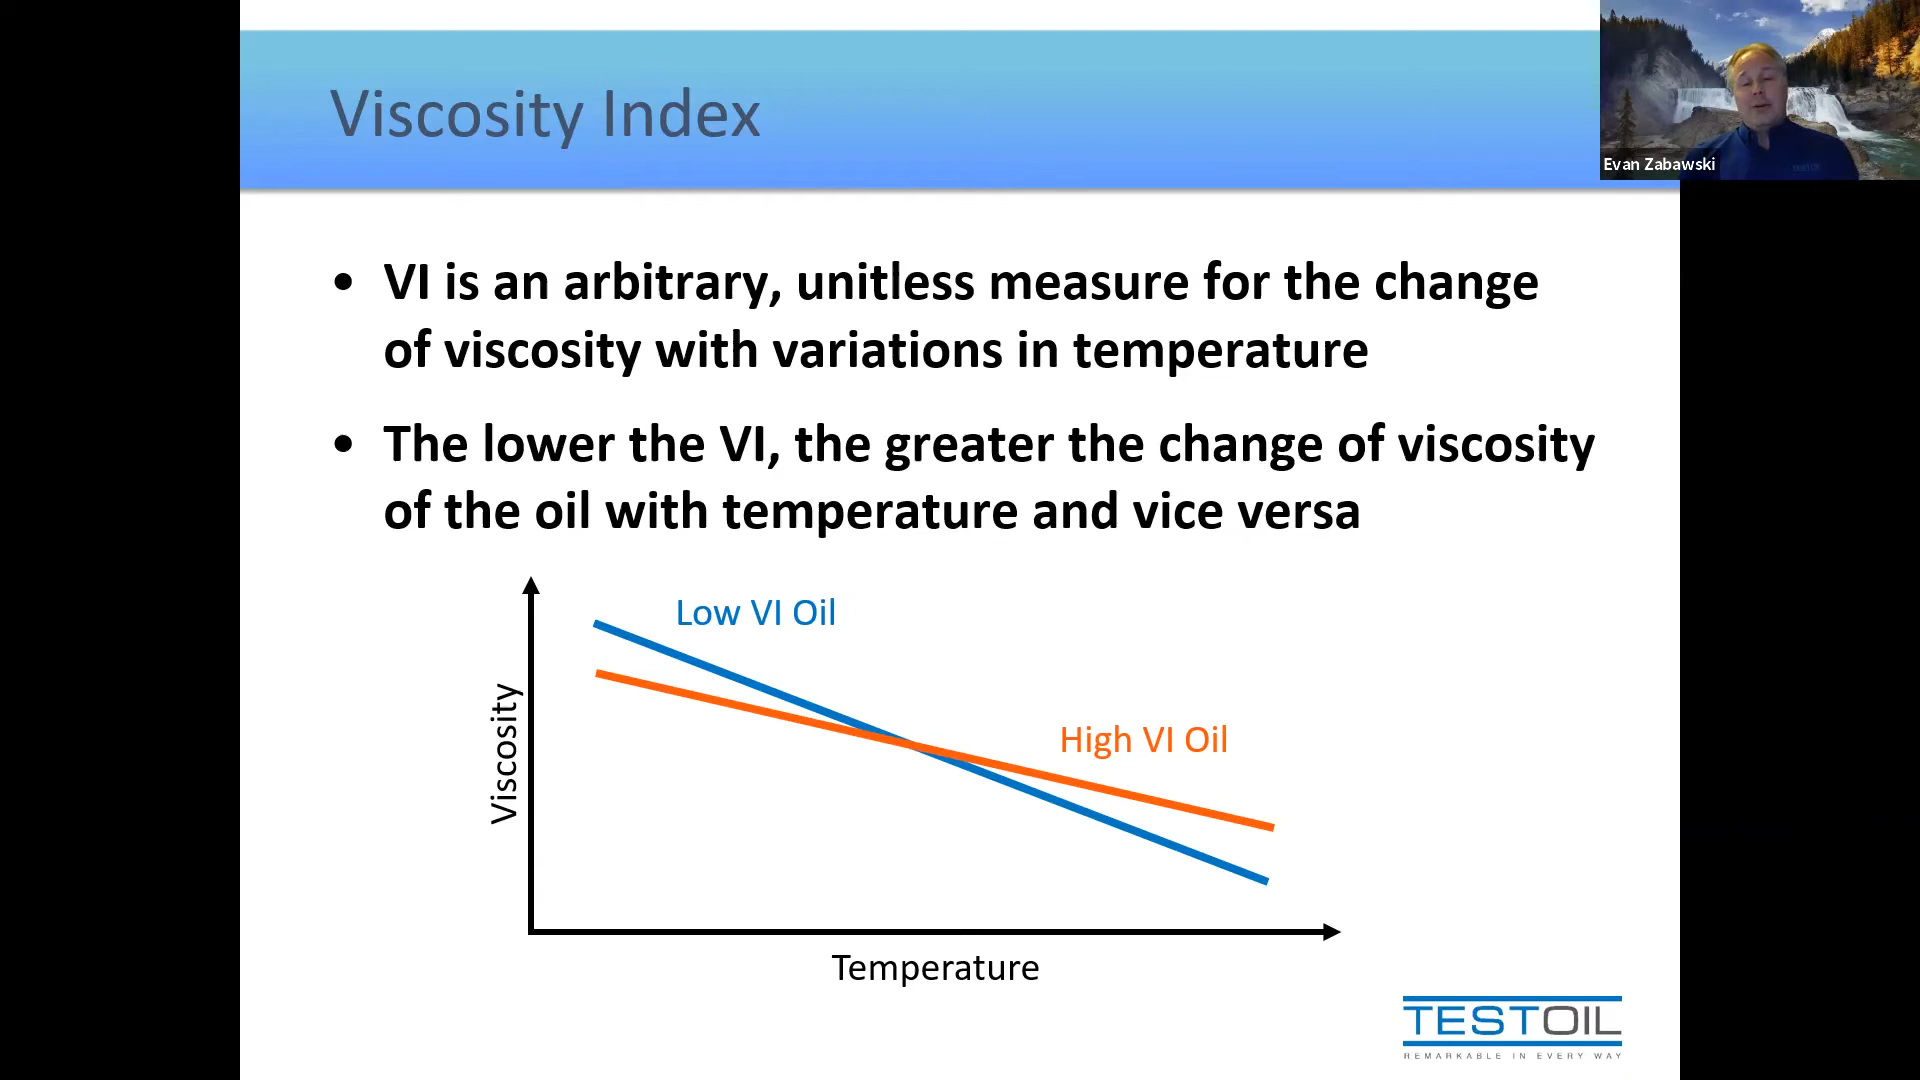 Viscosity Index
Evan Zabawski
• VI is an arbitrary, unitless measure for the change
of viscosity with variations in temperature
• The lower the VI, the greater the change of viscosity
of the oil with temperature and vice versa
Low VI Oil
High VI Oil
Viscosity
Temperature
TESTOIL
REMARKABLE IN EVERY WAY